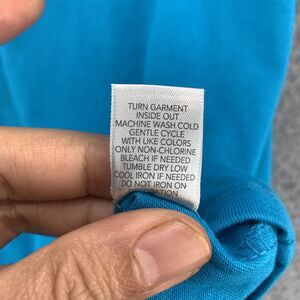 TURN GARMENT
INSIDE OUT
MACHINE WASH COLD
GENTLE CYCLE
WITH LIKE COLORS
ONLY NON-CHLORINE
BLEACH IF NEEDED
TUMBLE DRY LOW
COOL IRON IF NEEDED
DO NOT IRON ON